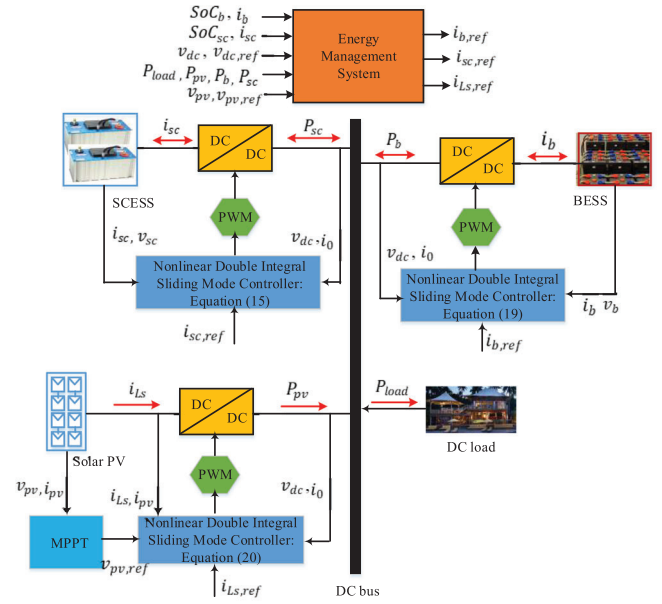 SoC_b, i_b
SoC_sc, i_sc
v_dc, v_dc,ref
P_load, P_pv, P_b, P_sc
v_pv, v_pv,ref
Energy
Management
System
i_b,ref
i_sc,ref
i_Ls,ref
i_sc
DC
DC
P_sc
P_b
DC
DC
i_b
SCESS
BESS
PWM
PWM
i_sc, v_sc
v_dc, i_0
v_dc, i_0
Nonlinear Double Integral
Sliding Mode Controller:
Equation (15)
Nonlinear Double Integral
Sliding Mode Controller:
Equation (19)
i_b v_b
i_sc,ref
i_b,ref
i_Ls
DC
DC
P_pv
P_load
Solar PV
DC load
PWM
v_pv, i_pv
i_Ls, i_pv
v_dc, i_0
MPPT
Nonlinear Double Integral
Sliding Mode Controller:
Equation (20)
v_pv,ref
i_Ls,ref
DC bus